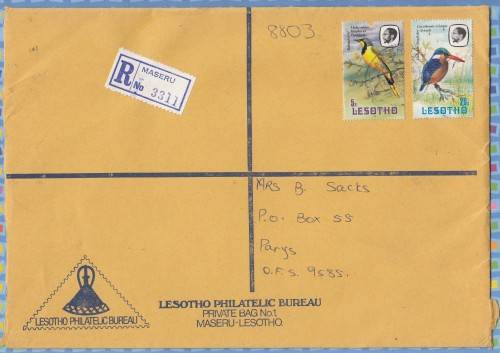 8803
5s
LESOTHO
25s
LESOTHO
R
MASERU
No 3311
MRS B. Sacks
P.O. Box 55
Parys
O.F.S. 9585.
LESOTHO PHILATELIC BUREAU
LESOTHO PHILATELIC BUREAU
PRIVATE BAG No.1
MASERU-LESOTHO.